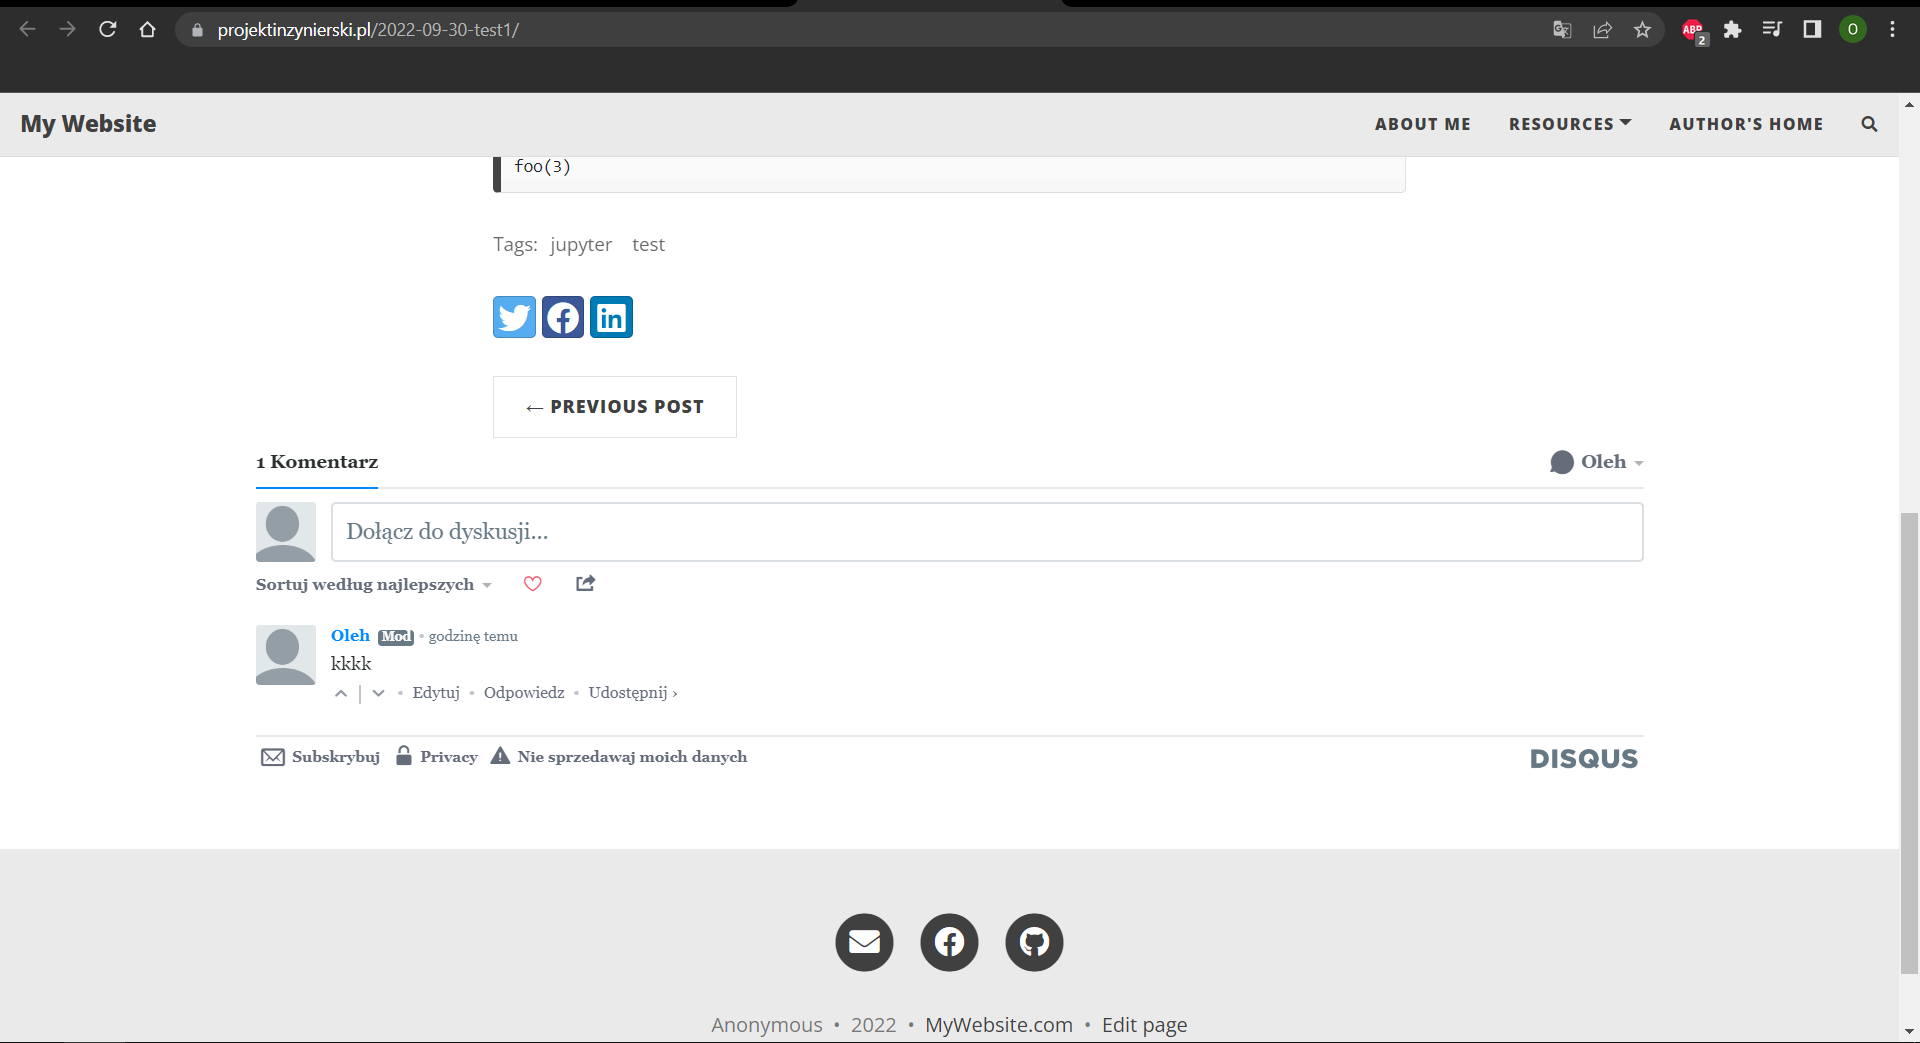 projektinzynierski.pl/2022-09-30-test1/
ABP
2
O
My Website
ABOUT ME RESOURCES AUTHOR'S HOME
foo(3)
Tags: jupyter test
in
← PREVIOUS POST
1 Komentarz
Oleh
Dołącz do dyskusji...
Sortuj według najlepszych
Oleh Mod • godzinę temu
kkkk
• Edytuj • Odpowiedz • Udostępnij ›
Subskrybuj Privacy Nie sprzedawaj moich danych
DISQUS
Anonymous • 2022 • MyWebsite.com • Edit page